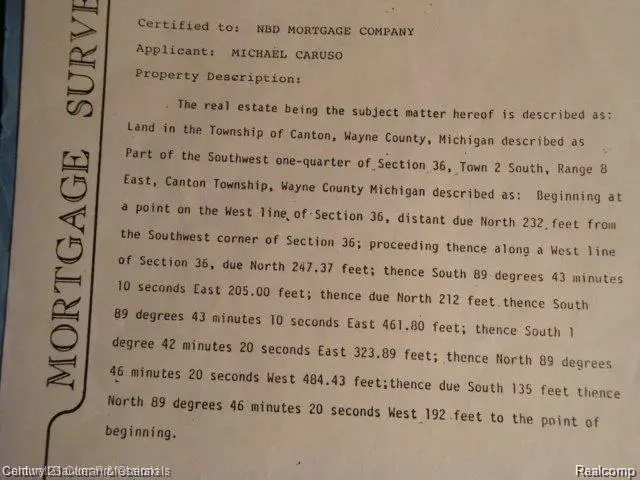 MORTGAGE SURVE
Certified to: NBD MORTGAGE COMPANY
Applicant: MICHAEL CARUSO
Property Description:
The real estate being the subject matter hereof is described as:
Land in the Township of Canton, Wayne County, Michigan described as
Part of the Southwest one-quarter of Section 36, Town 2 South, Range 8
East, Canton Township, Wayne County Michigan described as: Beginning at
a point on the West line of Section 36, distant due North 232 feet from
the Southwest corner of Section 36; proceeding thence along a West line
of Section 36, due North 247.37 feet; thence South 89 degrees 43 minutes
10 seconds East 205.00 feet; thence due North 212 feet thence South
89 degrees 43 minutes 10 seconds East 461.80 feet; thence South 1
degree 42 minutes 20 seconds East 323.89 feet; thence North 89 degrees
46 minutes 20 seconds West 484.43 feet;thence due South 135 feet thence
North 89 degrees 46 minutes 20 seconds West 192 feet to the point of
beginning.
Realcomp